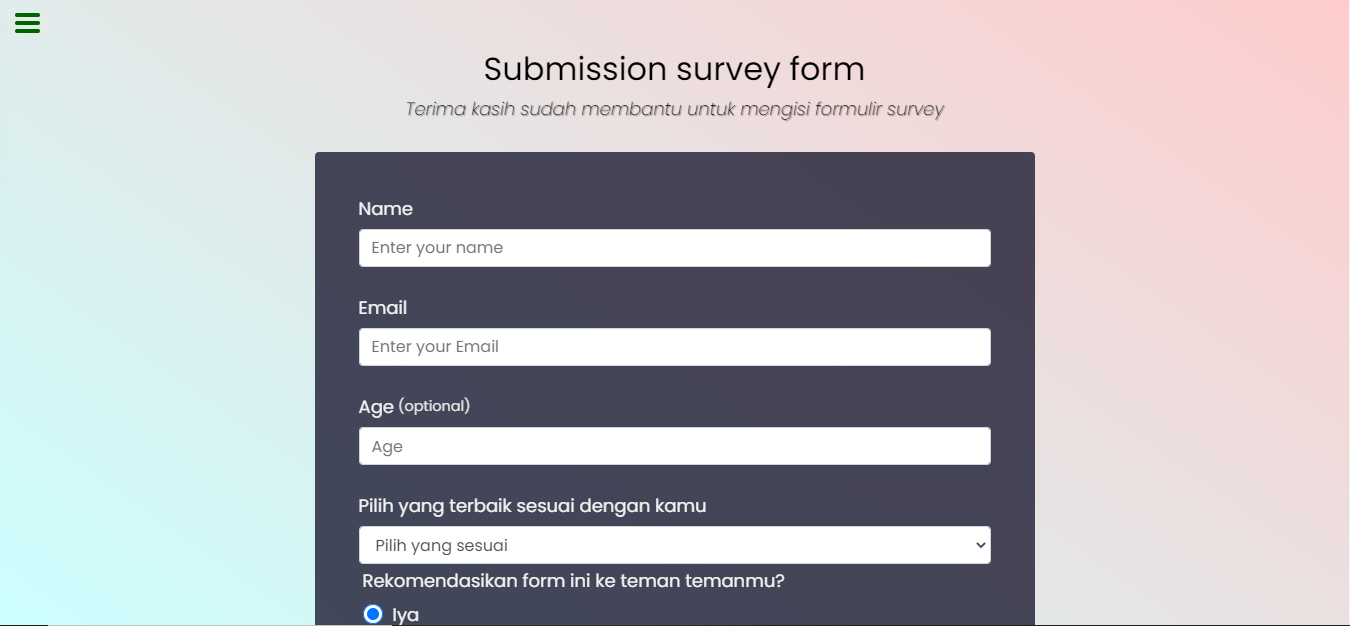 Submission survey form
Terima kasih sudah membantu untuk mengisi formulir survey
Name
Enter your name
Email
Enter your Email
Age (optional)
Age
Pilih yang terbaik sesuai dengan kamu
Pilih yang sesuai
Rekomendasikan form ini ke teman temanmu?
Iya